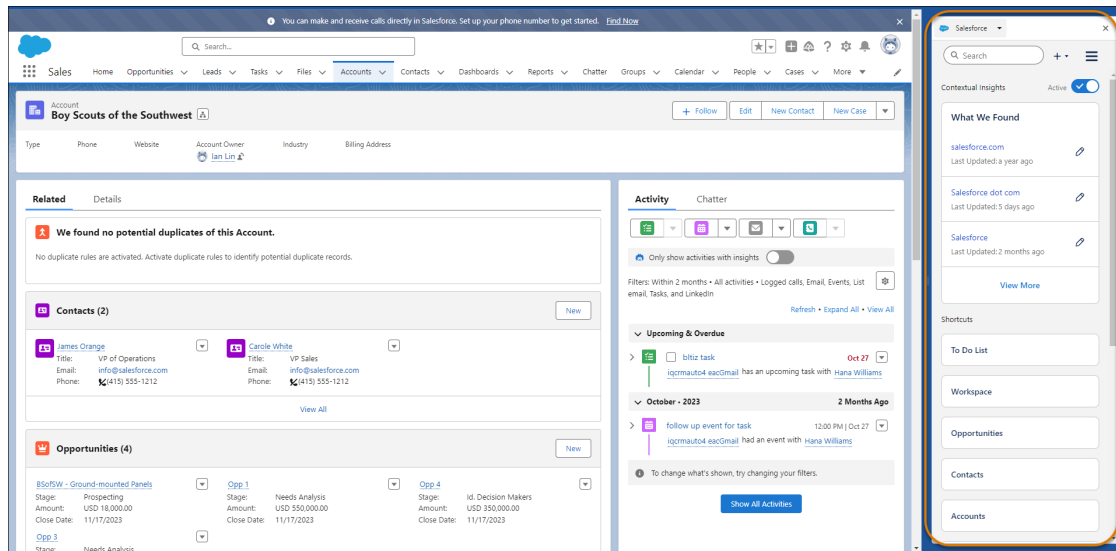 You can make and receive calls directly in Salesforce. Set up your phone number to get started. Find Now
Search...
Sales Home Opportunities Leads Tasks Files Accounts Contacts Dashboards Reports Chatter Groups Calendar People Cases More
Account
Boy Scouts of the Southwest
+ Follow Edit New Contact New Case
Type Phone Website Account Owner Industry Billing Address
Ian Lin
Related Details
We found no potential duplicates of this Account.
No duplicate rules are activated. Activate duplicate rules to identify potential duplicate records.
Contacts (2) New
James Orange
Title: VP of Operations
Email: info@salesforce.com
Phone: (415) 555-1212
Carole White
Title: VP Sales
Email: info@salesforce.com
Phone: (415) 555-1212
View All
Opportunities (4) New
BSofSW - Ground-mounted Panels
Stage: Prospecting
Amount: USD 18,000.00
Close Date: 11/17/2023
Opp 1
Stage: Needs Analysis
Amount: USD 550,000.00
Close Date: 11/17/2023
Opp 4
Stage: Id. Decision Makers
Amount: USD 350,000.00
Close Date: 11/17/2023
Opp 3
Stage: Needs Analysis
Activity Chatter
Only show activities with insights
Filters: Within 2 months • All activities • Logged calls, Email, Events, List
email, Tasks, and LinkedIn
Refresh • Expand All • View All
Upcoming & Overdue
bltiz task Oct 27
iqcrmauto4 eacGmail has an upcoming task with Hana Williams
October • 2023 2 Months Ago
follow up event for task 12:00 PM | Oct 27
iqcrmauto4 eacGmail had an event with Hana Williams
To change what's shown, try changing your filters.
Show All Activities
Salesforce
Search
Contextual Insights Active
What We Found
salesforce.com
Last Updated: a year ago
Salesforce dot com
Last Updated: 5 days ago
Salesforce
Last Updated: 2 months ago
View More
Shortcuts
To Do List
Workspace
Opportunities
Contacts
Accounts